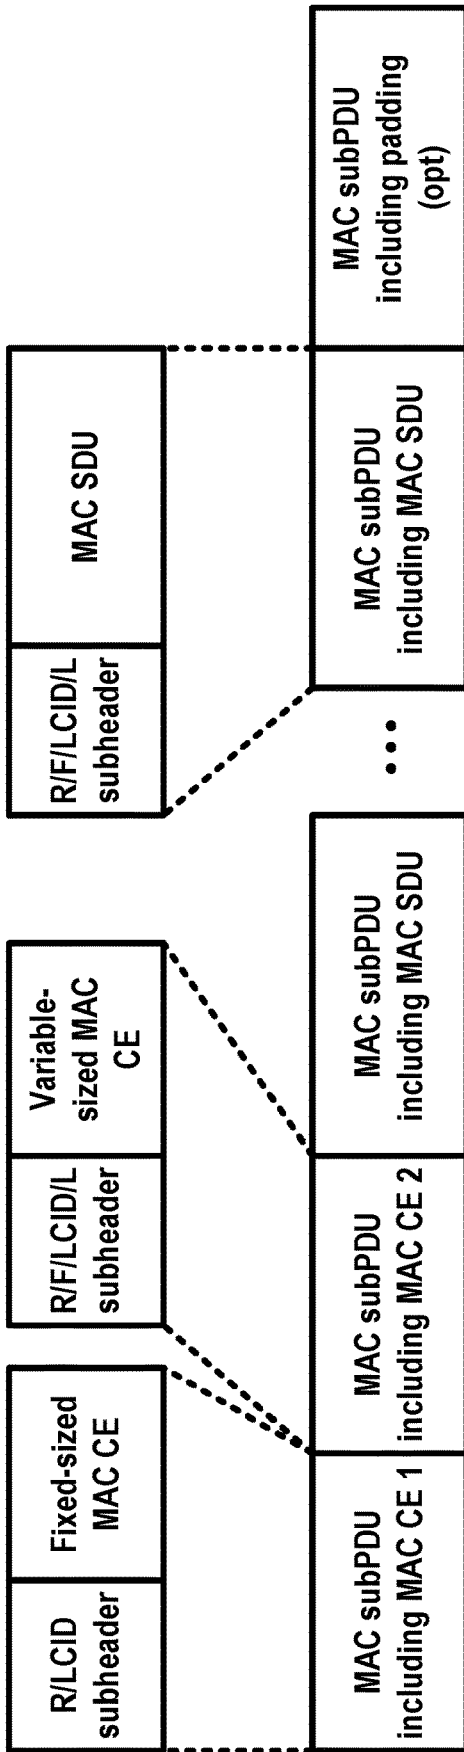 R/LCID
subheader
Fixed-sized
MAC CE
R/F/LCID/L
subheader
Variable-
sized MAC
CE
R/F/LCID/L
subheader
MAC SDU
MAC subPDU
including MAC CE 1
MAC subPDU
including MAC CE 2
MAC subPDU
including MAC SDU
...
MAC subPDU
including MAC SDU
MAC subPDU
including padding
(opt)